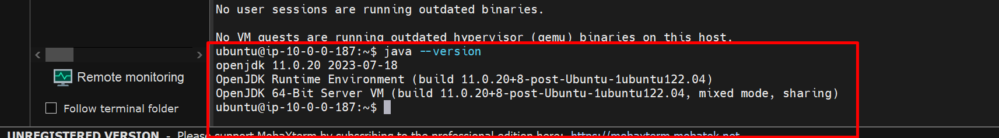 No user sessions are running outdated binaries.
No VM guests are running outdated hypervisor (qemu) binaries on this host.
ubuntu@ip-10-0-0-187:~$ java --version
openjdk 11.0.20 2023-07-18
OpenJDK Runtime Environment (build 11.0.20+8-post-Ubuntu-1ubuntu122.04)
OpenJDK 64-Bit Server VM (build 11.0.20+8-post-Ubuntu-1ubuntu122.04, mixed mode, sharing)
ubuntu@ip-10-0-0-187:~$
Remote monitoring
Follow terminal folder
UNREGISTERED VERSION - Please support MobaXterm by subscribing to the professional edition here: https://mobaxterm.mobatek.net